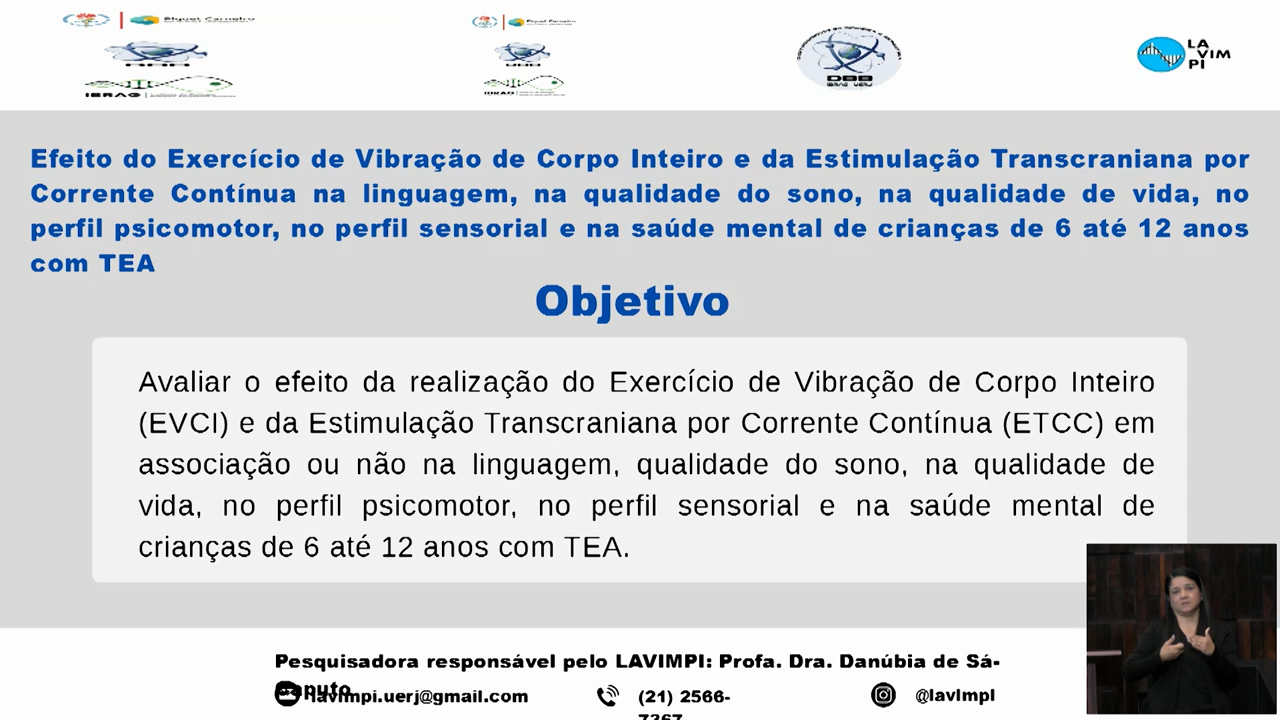 LA
VIM
PI
Efeito do Exercício de Vibração de Corpo Inteiro e da Estimulação Transcraniana por
Corrente Contínua na linguagem, na qualidade do sono, na qualidade de vida, no
perfil psicomotor, no perfil sensorial e na saúde mental de crianças de 6 até 12 anos
com TEA
Objetivo
Avaliar o efeito da realização do Exercício de Vibração de Corpo Inteiro
(EVCI) e da Estimulação Transcraniana por Corrente Contínua (ETCC) em
associação ou não na linguagem, qualidade do sono, na qualidade de
vida, no perfil psicomotor, no perfil sensorial e na saúde mental de
crianças de 6 até 12 anos com TEA.
Pesquisadora responsável pelo LAVIMPI: Profa. Dra. Danúbia de Sá-
Caputo
lavimpi.uerj@gmail.com
(21) 2566-
7367
@lavimpi